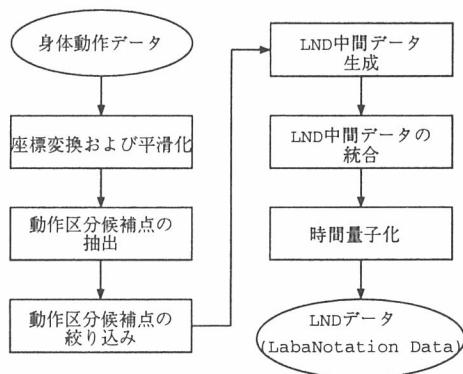 身体動作データ
座標変換および平滑化
動作区分候補点の
抽出
動作区分候補点の
絞り込み
LND中間データ
生成
LND中間データの
統合
時間量子化
LNDデータ
(LabaNotation Data)